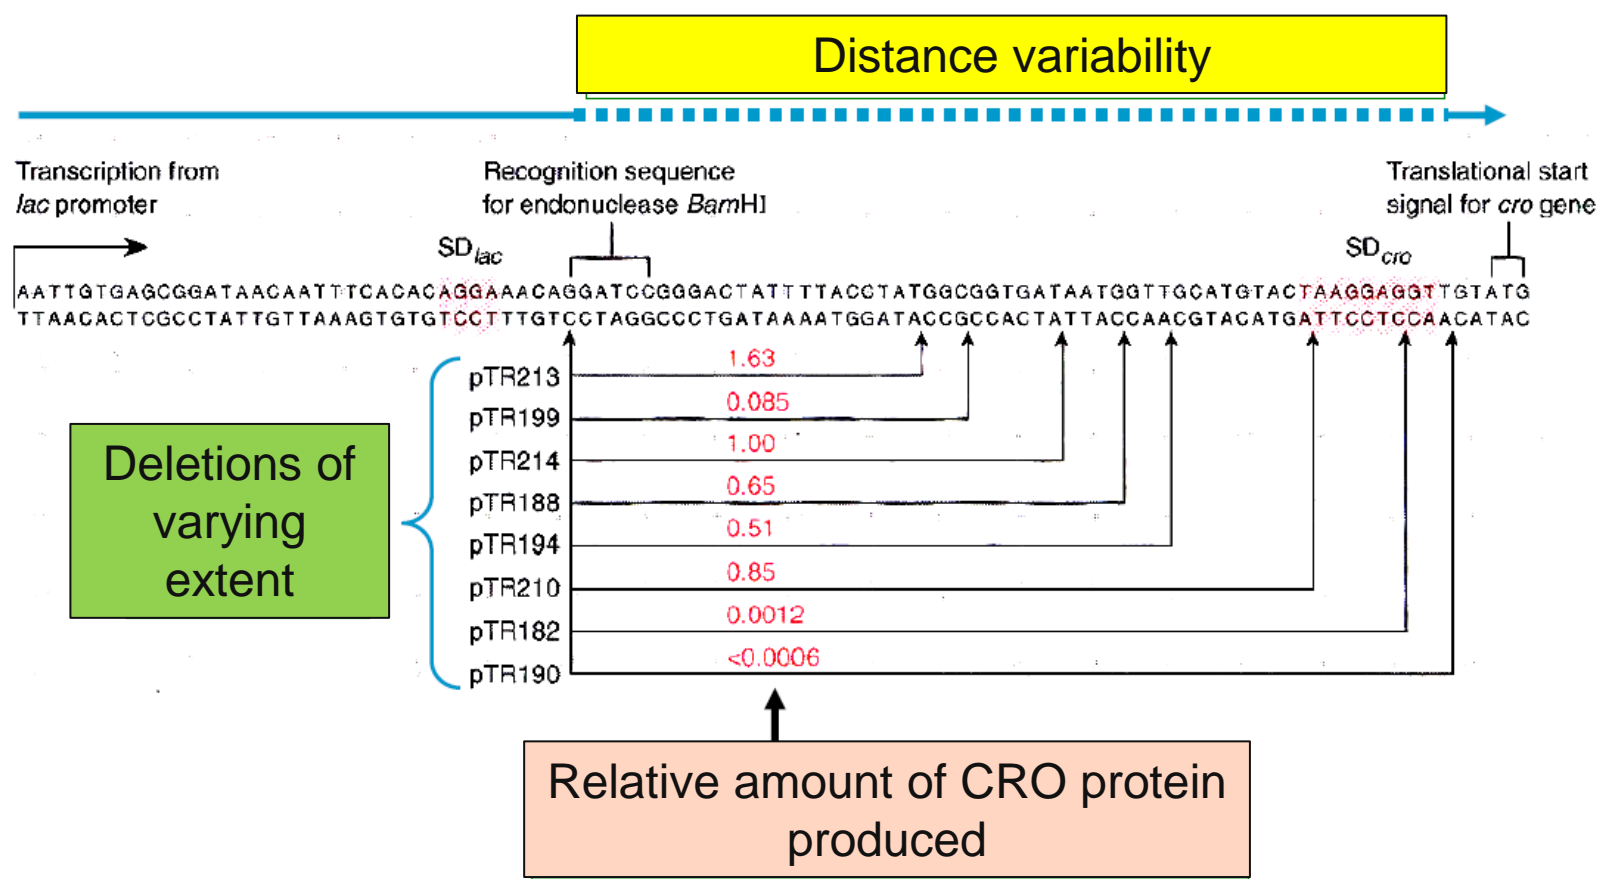 Distance variability
Transcription from
lac promoter
Recognition sequence
for endonuclease BamHI
Translational start
signal for cro gene
SDlac
SDcro
AATTGTGAGCGGATAACAATTTCACACAGGAAACAGGATCCGGGACTATTTTACCTATGGCGGTGATAATGGTTGCATGTACTAAGGAGGTTGTATG
TTAACACTCGCCTATTGTTAAAGTGTGTCCTTTGTCCTAGGCCCTGATAAAATGGATACCGCCACTATTACCAACGTACATGATTCCTCCAACATAC
pTR213 1.63
pTR199 0.085
pTR214 1.00
pTR188 0.65
pTR194 0.51
pTR210 0.85
pTR182 0.0012
pTR190 <0.0006
Deletions of
varying
extent
Relative amount of CRO protein
produced